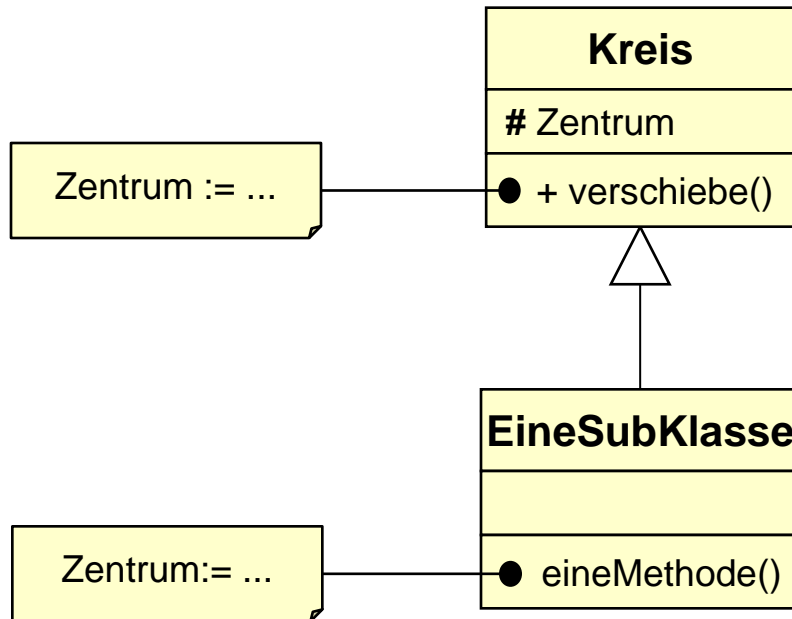 Kreis
# Zentrum
Zentrum := ...
+ verschiebe()
EineSubKlasse
Zentrum:= ...
eineMethode()